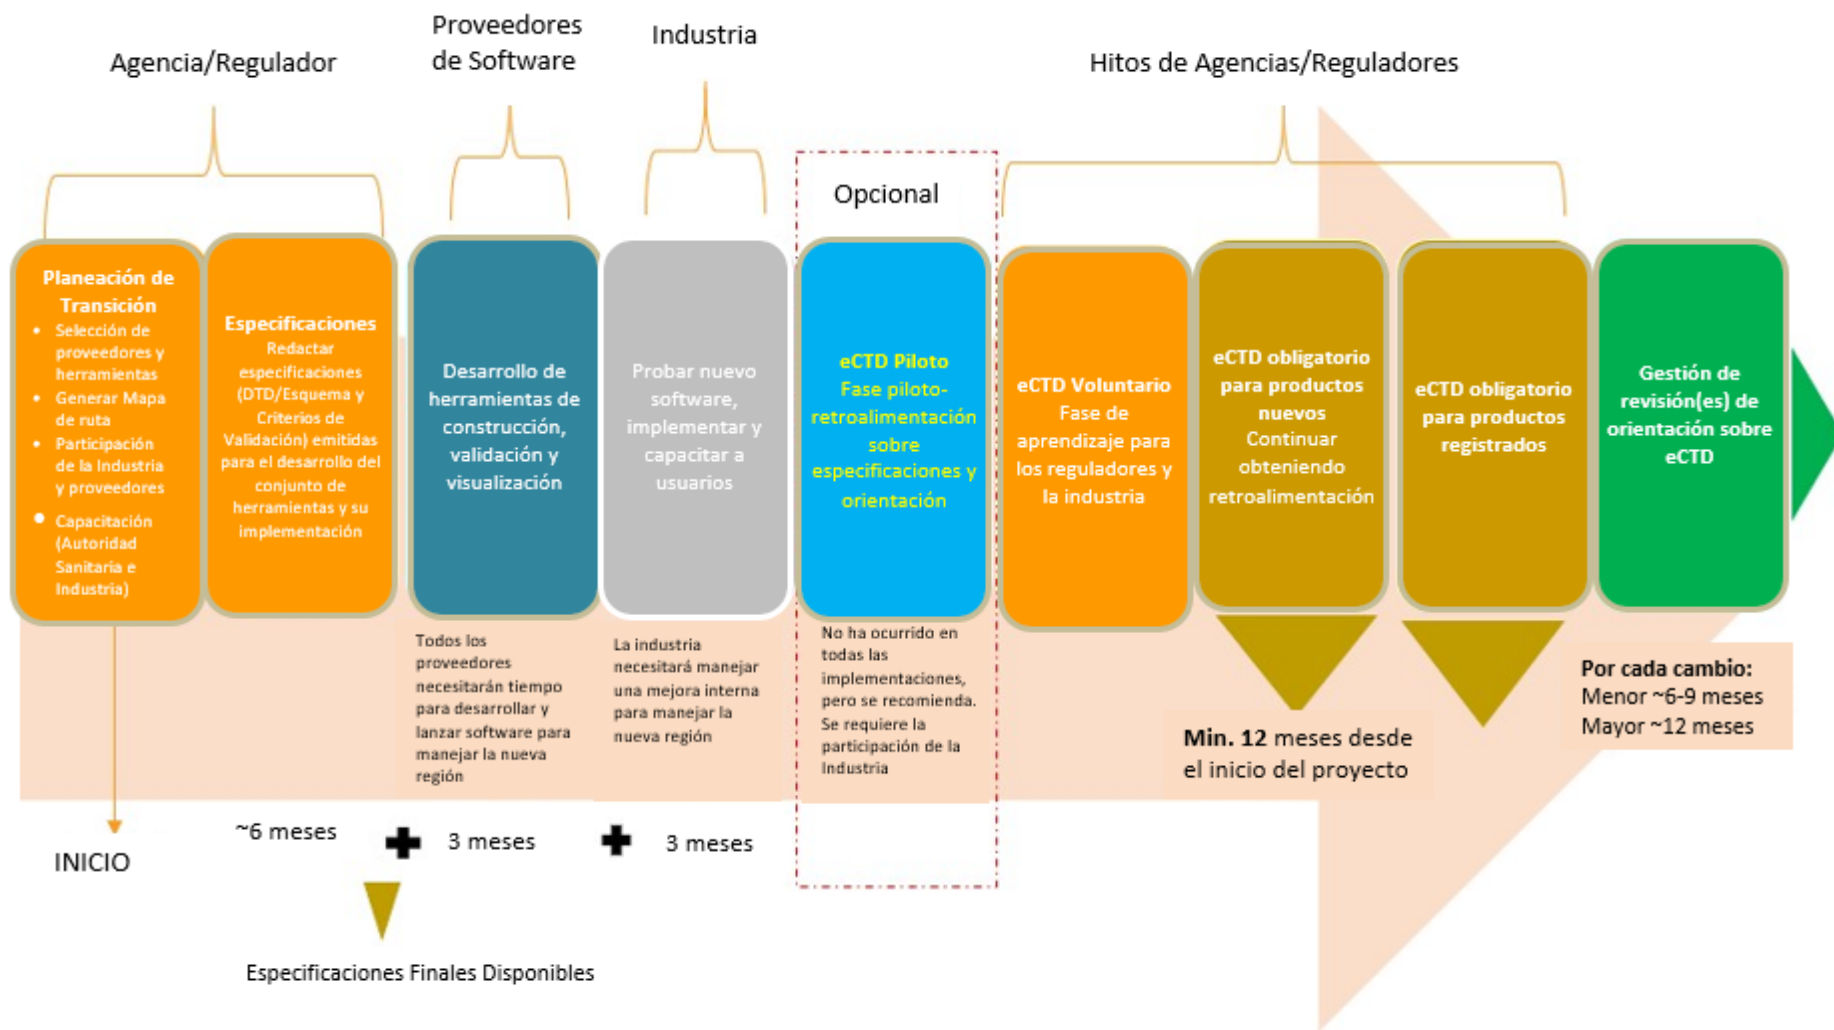 Agencia/Regulador
Proveedores
de Software
Industria
Hitos de Agencias/Reguladores
Opcional
Planeación de
Transición
• Selección de
proveedores y
herramientas
• Generar Mapa
de ruta
• Participación
de la Industria
y proveedores
• Capacitación
(Autoridad
Sanitaria e
Industria)
Especificaciones
Redactar
especificaciones
(DTD/Esquema y
Criterios de
Validación) emitidas
para el desarrollo del
conjunto de
herramientas y su
implementación
Desarrollo de
herramientas de
construcción,
validación y
visualización
Probar nuevo
software,
implementar y
capacitar a
usuarios
eCTD Piloto
Fase piloto-
retroalimentación
sobre
especificaciones y
orientación
eCTD Voluntario
Fase de
aprendizaje para
los reguladores y
la industria
eCTD obligatorio
para productos
nuevos
Continuar
obteniendo
retroalimentación
eCTD obligatorio
para productos
registrados
Gestión de
revisión(es) de
orientación sobre
eCTD
Todos los
proveedores
necesitarán tiempo
para desarrollar y
lanzar software para
manejar la nueva
región
La industria
necesitará manejar
una mejora interna
para manejar la
nueva región
No ha ocurrido en
todas las
implementaciones,
pero se recomienda.
Se requiere la
participación de la
Industria
Min. 12 meses desde
el inicio del proyecto
Por cada cambio:
Menor ~6-9 meses
Mayor ~12 meses
INICIO
~6 meses
3 meses
3 meses
Especificaciones Finales Disponibles